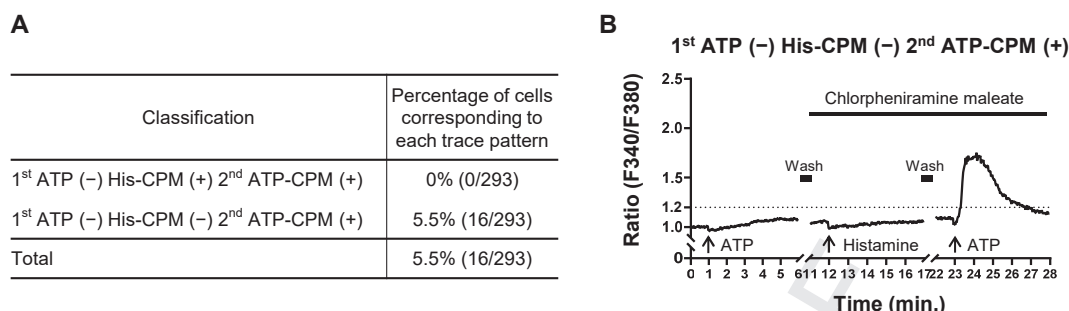 A
Classification
Percentage of cells
corresponding to
each trace pattern
1st ATP (−) His-CPM (+) 2nd ATP-CPM (+)
0% (0/293)
1st ATP (−) His-CPM (−) 2nd ATP-CPM (+)
5.5% (16/293)
Total
5.5% (16/293)
B
1st ATP (−) His-CPM (−) 2nd ATP-CPM (+)
Ratio (F340/F380)
2.5
2.0
1.5
1.2
1.0
0
Chlorpheniramine maleate
Wash
Wash
ATP
Histamine
ATP
0 1 2 3 4 5 6 11 12 13 14 15 16 17 22 23 24 25 26 27 28
Time (min.)